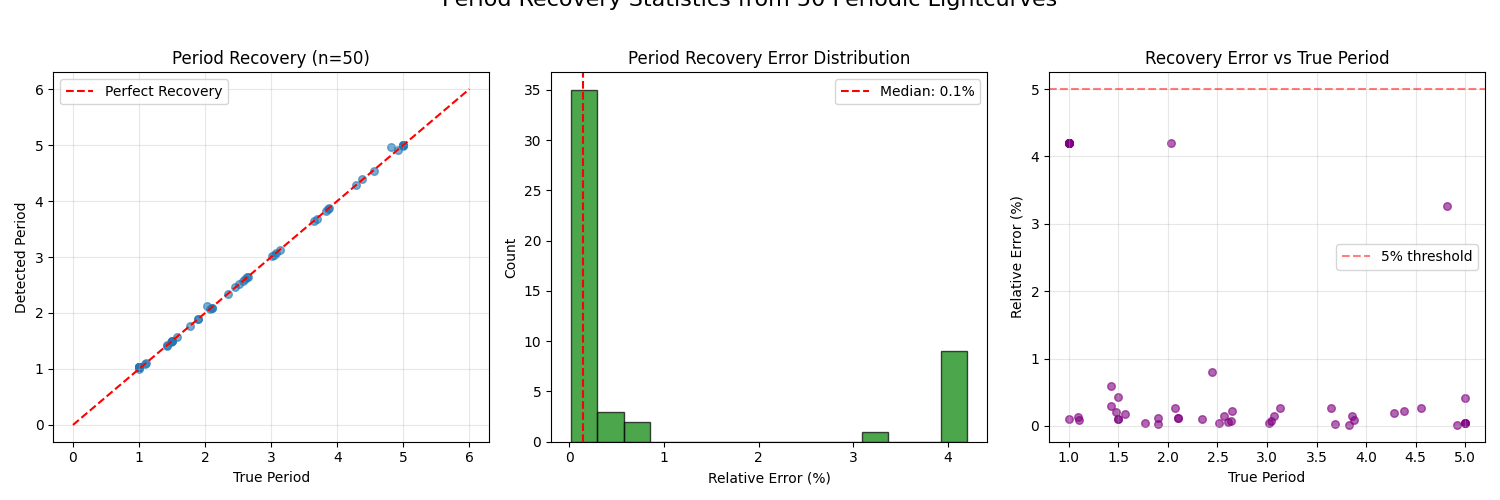 Period Recovery Statistics from 50 Periodic Lightcurves
Period Recovery (n=50)
Perfect Recovery
6
5
4
3
2
1
0
Detected Period
0 1 2 3 4 5 6
True Period
Period Recovery Error Distribution
Median: 0.1%
35
30
25
20
15
10
5
0
Count
0 1 2 3 4
Relative Error (%)
Recovery Error vs True Period
5% threshold
5
4
3
2
1
0
Relative Error (%)
1.0 1.5 2.0 2.5 3.0 3.5 4.0 4.5 5.0
True Period